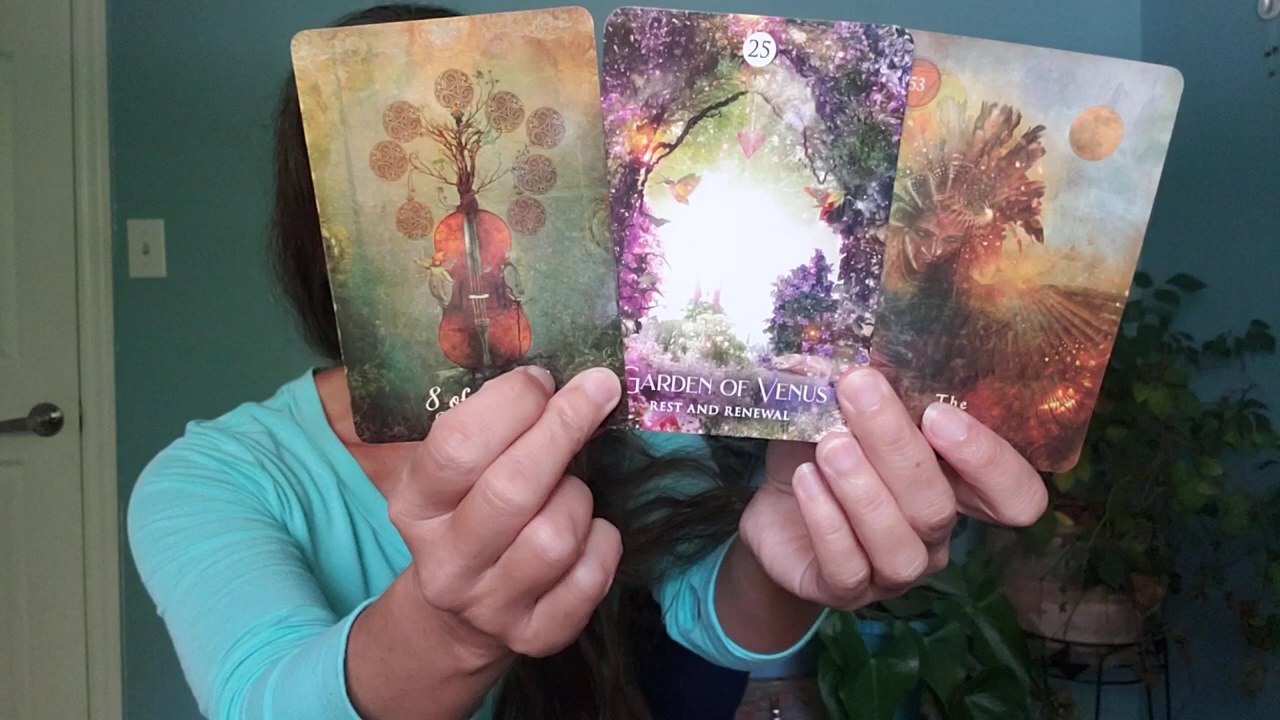 8 of
25
GARDEN OF VENUS
REST AND RENEWAL
53
The